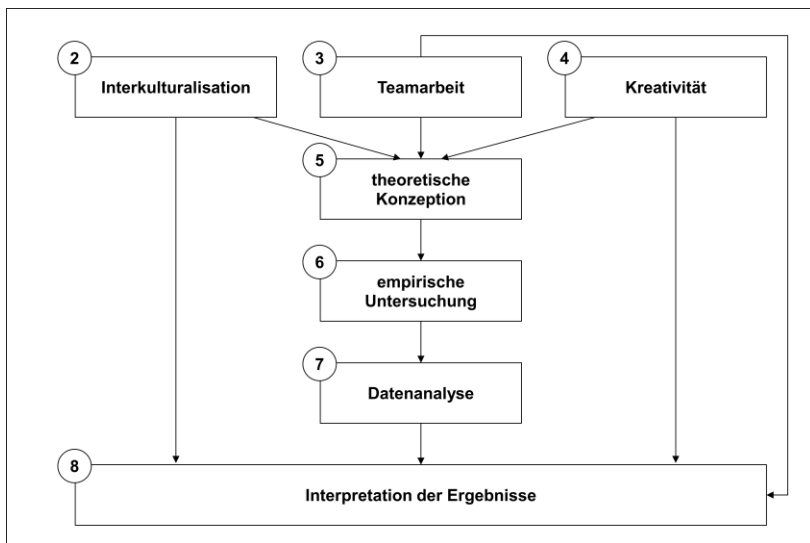 2
Interkulturalisation
3
Teamarbeit
4
Kreativität
5
theoretische
Konzeption
6
empirische
Untersuchung
7
Datenanalyse
8
Interpretation der Ergebnisse